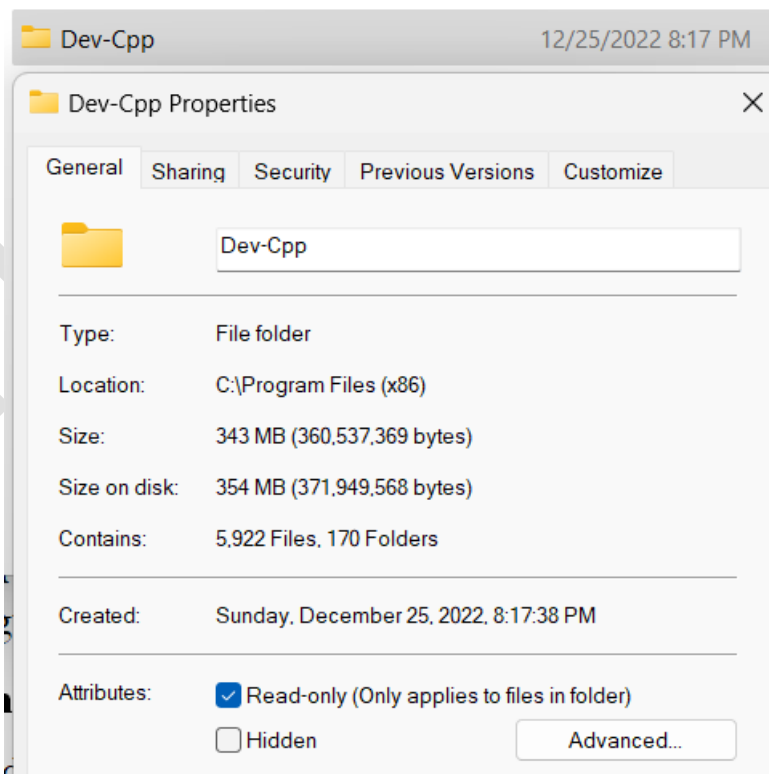 Dev-Cpp 12/25/2022 8:17 PM
Dev-Cpp Properties
General Sharing Security Previous Versions Customize
Dev-Cpp
Type: File folder
Location: C:\Program Files (x86)
Size: 343 MB (360,537,369 bytes)
Size on disk: 354 MB (371,949,568 bytes)
Contains: 5,922 Files, 170 Folders
Created: Sunday, December 25, 2022, 8:17:38 PM
Attributes: Read-only (Only applies to files in folder)
Hidden Advanced...